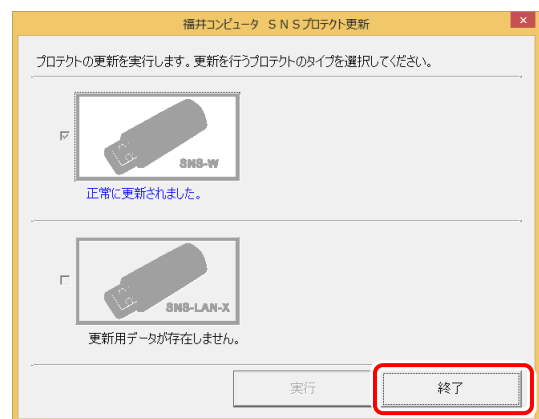 福井コンピュータ ＳＮＳプロテクト更新
プロテクトの更新を実行します。更新を行うプロテクトのタイプを選択してください。
SNS-W
正常に更新されました。
SNS-LAN-X
更新用データが存在しません。
実行
終了